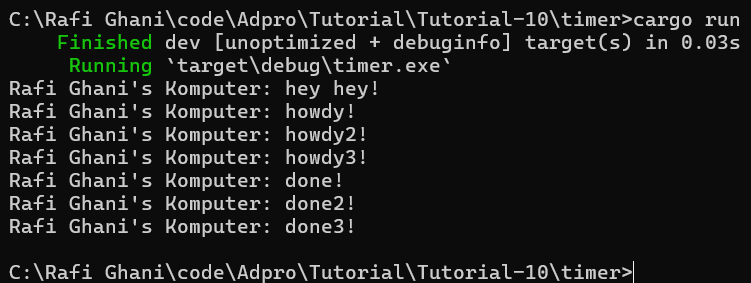 C:\Rafi Ghani\code\Adpro\Tutorial\Tutorial-10\timer>cargo run
Finished dev [unoptimized + debuginfo] target(s) in 0.03s
Running `target\debug\timer.exe`
Rafi Ghani's Komputer: hey hey!
Rafi Ghani's Komputer: howdy!
Rafi Ghani's Komputer: howdy2!
Rafi Ghani's Komputer: howdy3!
Rafi Ghani's Komputer: done!
Rafi Ghani's Komputer: done2!
Rafi Ghani's Komputer: done3!
C:\Rafi Ghani\code\Adpro\Tutorial\Tutorial-10\timer>